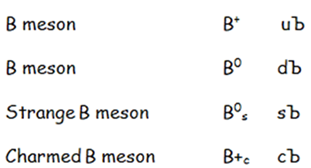 B meson B⁺ ub̅
B meson B⁰ db̅
Strange B meson B⁰ₛ sb̅
Charmed B meson B+c cb̅